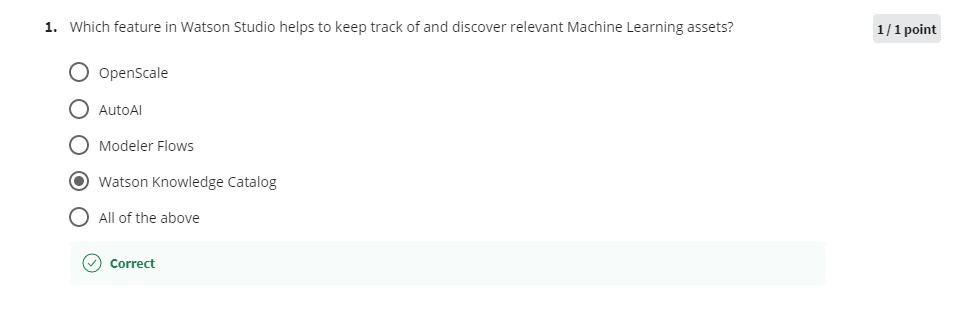 1. Which feature in Watson Studio helps to keep track of and discover relevant Machine Learning assets?
1 / 1 point
OpenScale
AutoAI
Modeler Flows
Watson Knowledge Catalog
All of the above
Correct